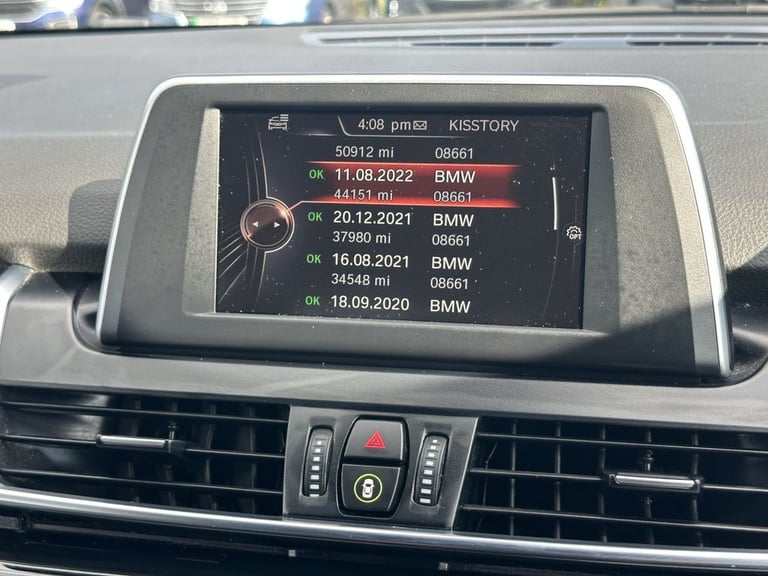 4:08 pm KISSTORY
50912 mi 08661
OK 11.08.2022 BMW
44151 mi 08661
OK 20.12.2021 BMW
37980 mi 08661
OPT
OK 16.08.2021 BMW
34548 mi 08661
OK 18.09.2020 BMW